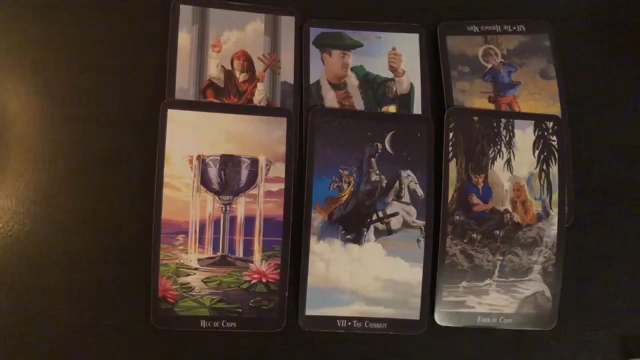 XII • The Hanged Man
Ace of Cups
VII • The Chariot
Four of Cups